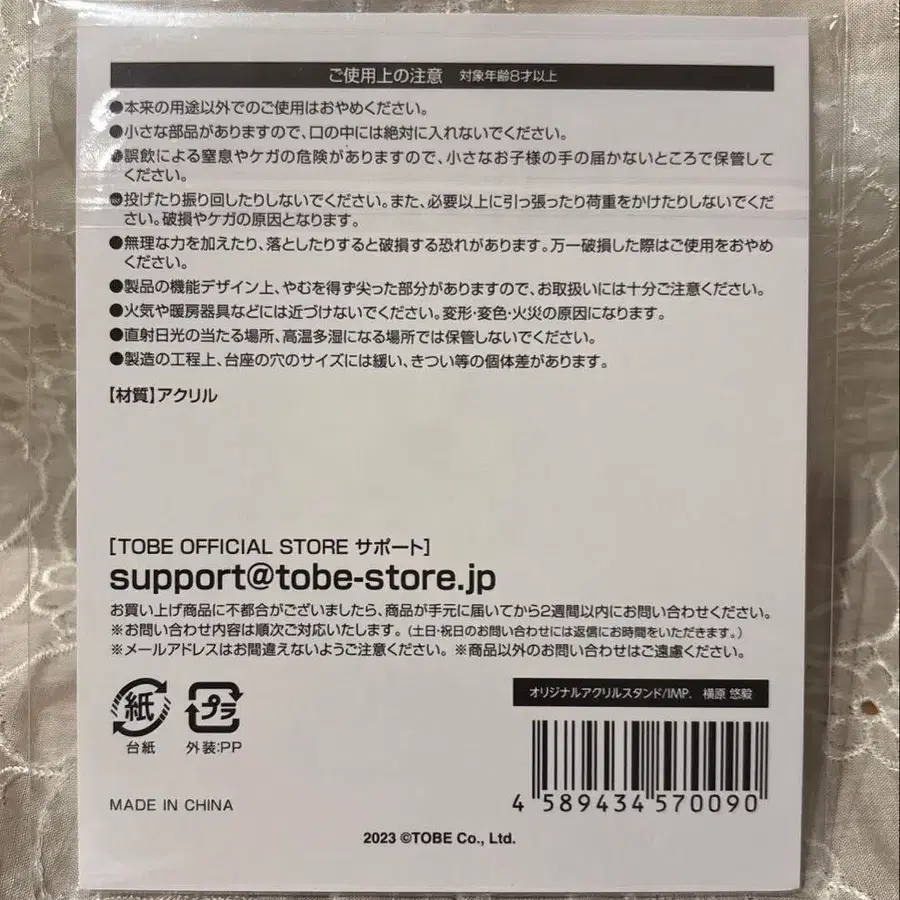 ご使用上の注意 対象年齢8才以上
●本来の用途以外でのご使用はおやめください。
●小さな部品がありますので、口の中には絶対に入れないでください。
●誤飲による窒息やケガの危険がありますので、小さなお子様の手の届かないところで保管して
ください。
●投げたり振り回したりしないでください。また、必要以上に引っ張ったり荷重をかけたりしないでくだ
さい。破損やケガの原因となります。
●無理な力を加えたり、落としたりすると破損する恐れがあります。万一破損した際はご使用をおやめ
ください。
●製品の機能デザイン上、やむを得ず尖った部分がありますので、お取扱いには十分ご注意ください。
●火気や暖房器具などには近づけないでください。変形・変色・火災の原因になります。
●直射日光の当たる場所、高温多湿になる場所では保管しないでください。
●製造の工程上、台座の穴のサイズには緩い、きつい等の個体差があります。
【材質】アクリル
[TOBE OFFICIAL STORE サポート]
support@tobe-store.jp
お買い上げ商品に不都合がございましたら、商品が手元に届いてから2週間以内にお問い合わせください。
※お問い合わせ内容は順次ご対応いたします。(土日・祝日のお問い合わせには返信にお時間をいただきます。)
※メールアドレスはお間違えないようご注意ください。※商品以外のお問い合わせはご遠慮ください。
紙 プラ
台紙 外装:PP
オリジナルアクリルスタンド/IMP. 横原 悠毅
4 589434 570090
MADE IN CHINA
2023 ©TOBE Co., Ltd.